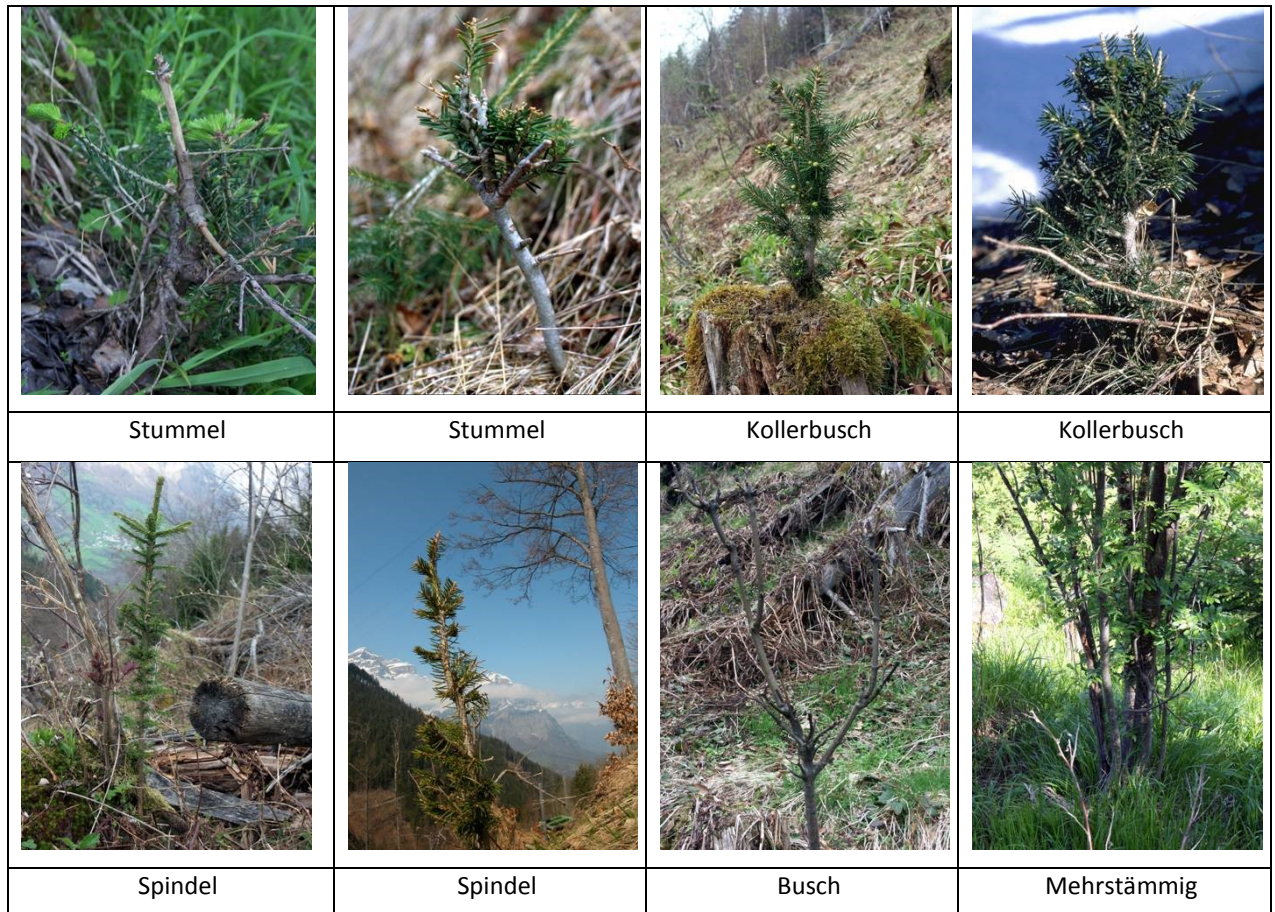 Stummel
Stummel
Kollerbusch
Kollerbusch
Spindel
Spindel
Busch
Mehrstämmig